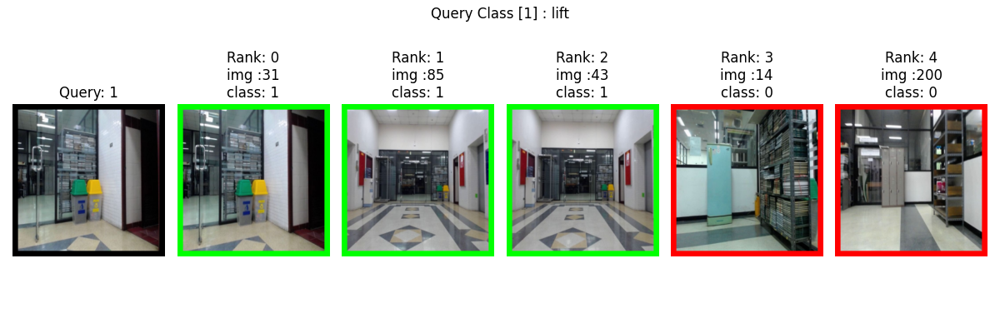 Query Class [1] : lift
Query: 1
Rank: 0
img :31
class: 1
Rank: 1
img :85
class: 1
Rank: 2
img :43
class: 1
Rank: 3
img :14
class: 0
Rank: 4
img :200
class: 0